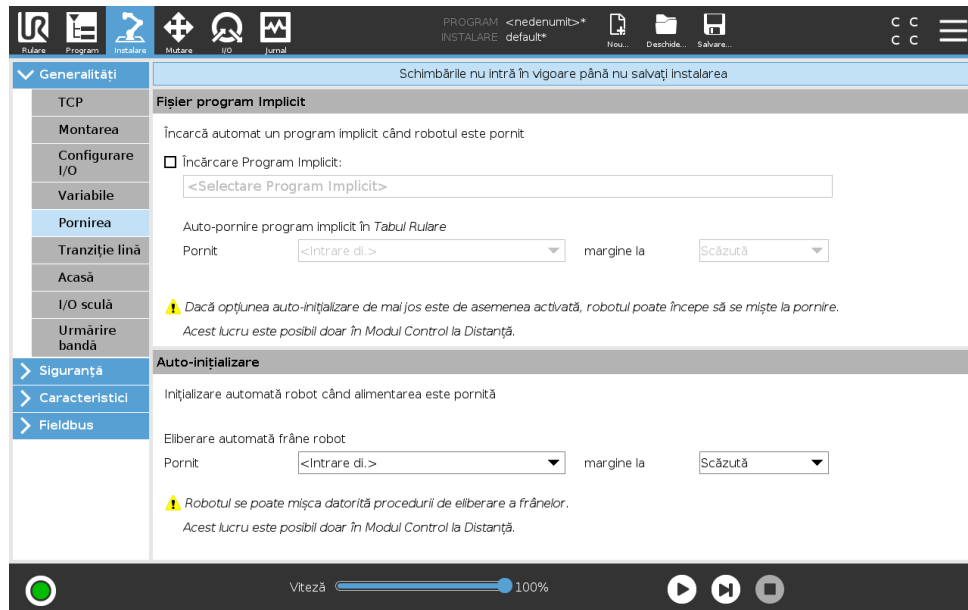 PROGRAM <nedenumit>*
INSTALARE default*
Rulare Program Instalare Mutare I/O Jurnal Nou... Deschide... Salvare...
C C
C C
Generalități
TCP
Montarea
Configurare
I/O
Variabile
Pornirea
Tranziție lină
Acasă
I/O sculă
Urmărire
bandă
Siguranță
Caracteristici
Fieldbus
Schimbările nu intră în vigoare până nu salvați instalarea
Fișier program Implicit
Încarcă automat un program implicit când robotul este pornit
Încărcare Program Implicit:
<Selectare Program Implicit>
Auto-pornire program implicit în Tabul Rulare
Pornit <Intrare di.> margine la Scăzută
Dacă opțiunea auto-inițializare de mai jos este de asemenea activată, robotul poate începe să se miște la pornire.
Acest lucru este posibil doar în Modul Control la Distanță.
Auto-inițializare
Inițializare automată robot când alimentarea este pornită
Eliberare automată frâne robot
Pornit <Intrare di.> margine la Scăzută
Robotul se poate mișca datorită procedurii de eliberare a frânelor.
Acest lucru este posibil doar în Modul Control la Distanță.
Viteză 100%